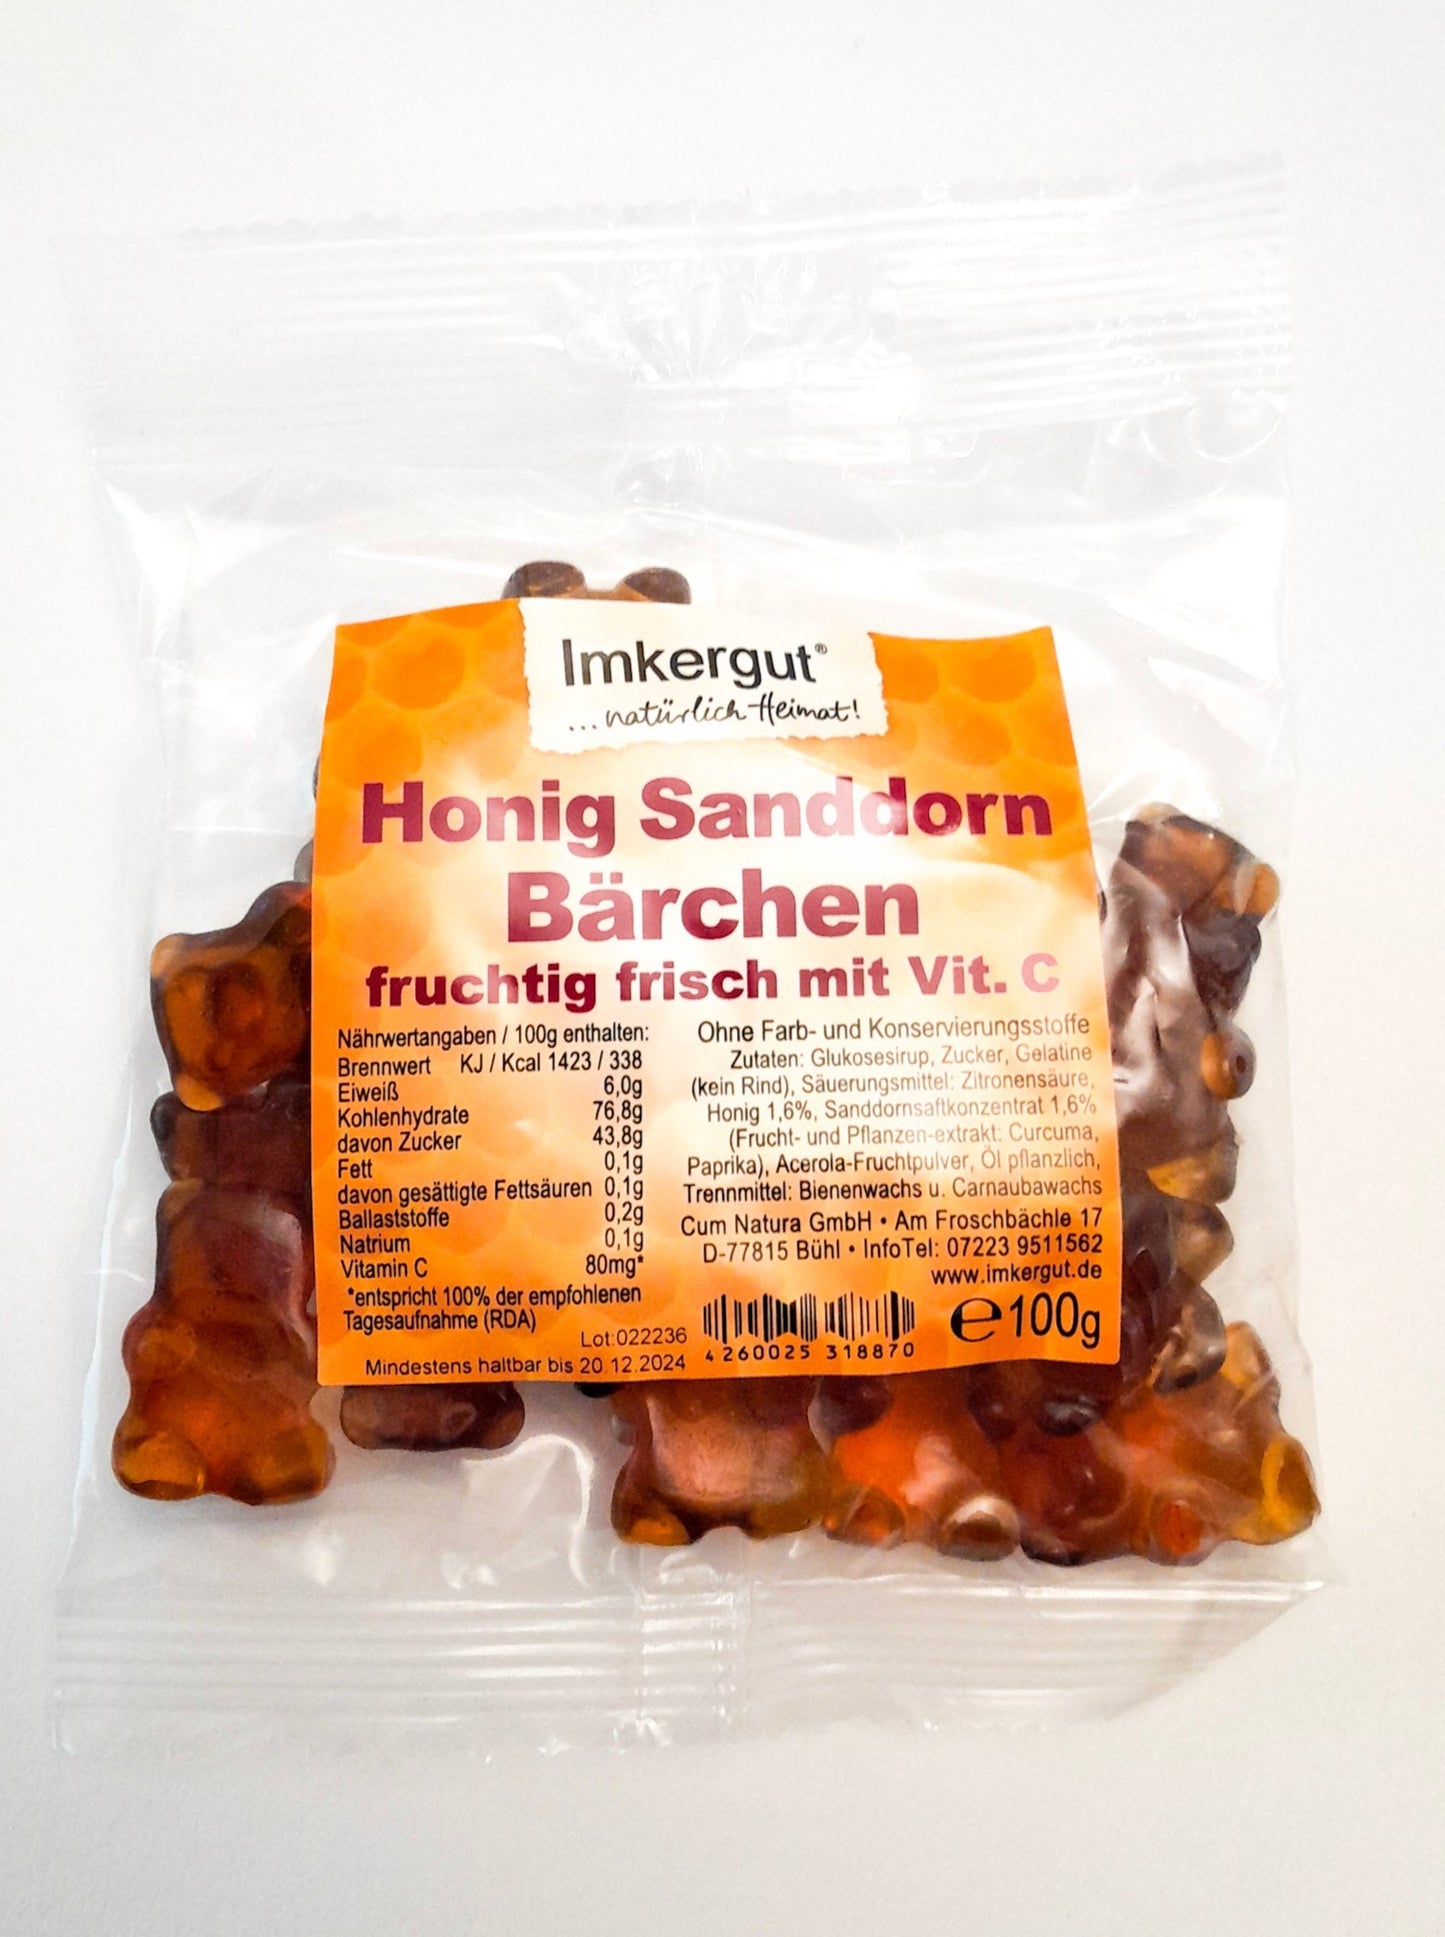 Imkergut®
...natürlich Heimat!
Honig Sanddorn
Bärchen
fruchtig frisch mit Vit. C
Nährwertangaben / 100g enthalten:
Brennwert KJ / Kcal 1423 / 338
Eiweiß 6,0g
Kohlenhydrate 76,8g
davon Zucker 43,8g
Fett 0,1g
davon gesättigte Fettsäuren 0,1g
Ballaststoffe 0,2g
Natrium 0,1g
Vitamin C 80mg*
*entspricht 100% der empfohlenen
Tagesaufnahme (RDA)
Lot:022236
Mindestens haltbar bis 20.12.2024
Ohne Farb- und Konservierungsstoffe
Zutaten: Glukosesirup, Zucker, Gelatine
(kein Rind), Säuerungsmittel: Zitronensäure,
Honig 1,6%, Sanddornsaftkonzentrat 1,6%
(Frucht- und Pflanzen-extrakt: Curcuma,
Paprika), Acerola-Fruchtpulver, Öl pflanzlich,
Trennmittel: Bienenwachs u. Carnaubawachs
Cum Natura GmbH • Am Froschbächle 17
D-77815 Bühl • InfoTel: 07223 9511562
www.imkergut.de
4 260025 318870
℮100g